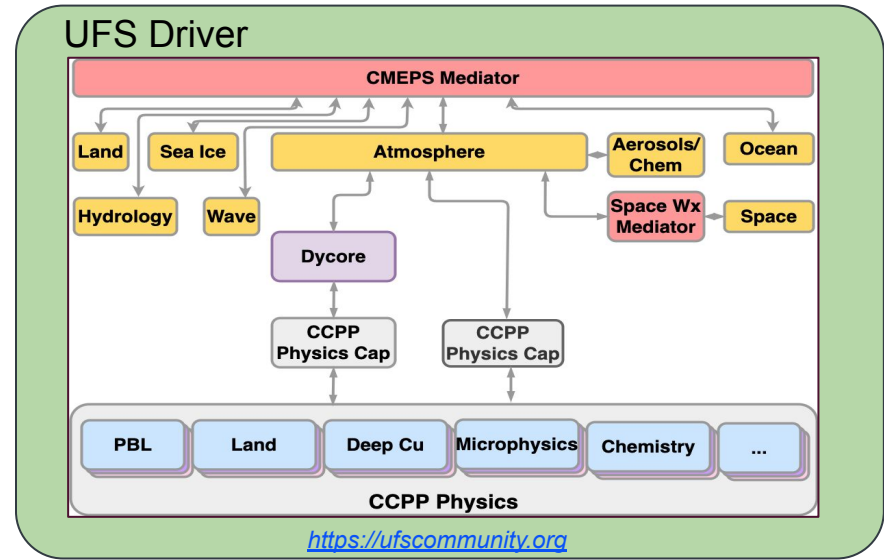 UFS Driver
CMEPS Mediator
Land
Sea Ice
Atmosphere
Aerosols/
Chem
Ocean
Hydrology
Wave
Space Wx
Mediator
Space
Dycore
CCPP
Physics Cap
CCPP
Physics Cap
PBL
Land
Deep Cu
Microphysics
Chemistry
...
CCPP Physics
https://ufscommunity.org